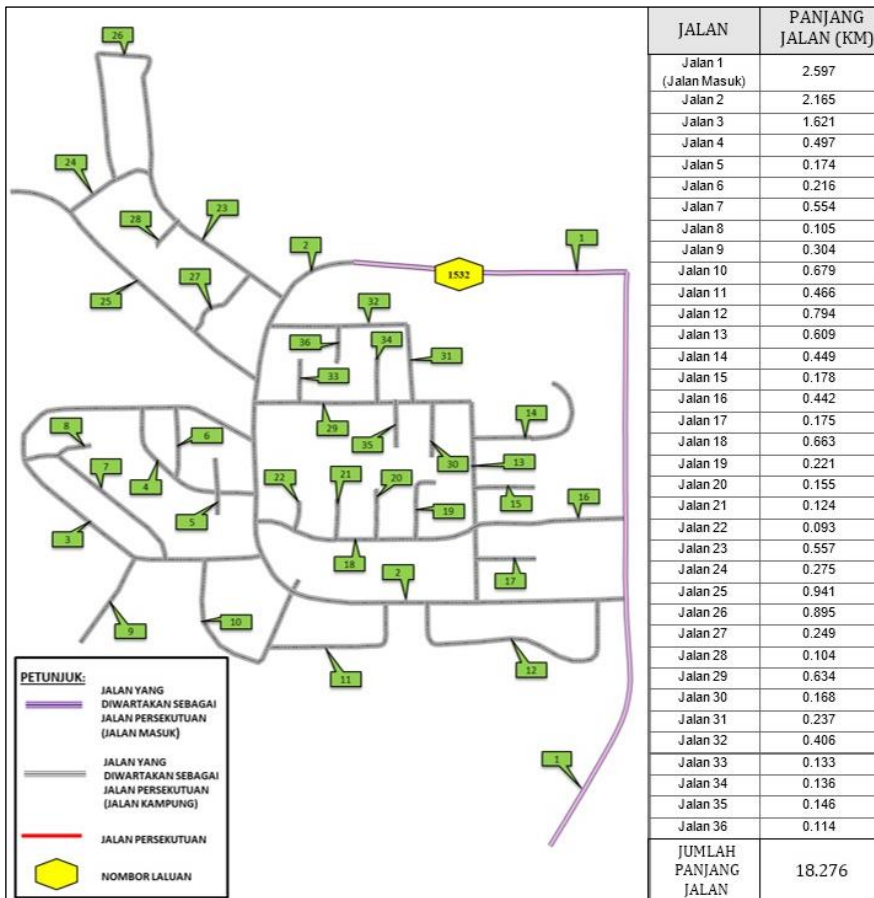 26
24
23
28
2
1
1532
27
25
32
36
34
31
33
29
14
8
6
35
30
13
7
4
22
21
20
16
5
19
15
3
18
2
17
9
10
11
12
1
PETUNJUK:
JALAN YANG
DIWARTAKAN SEBAGAI
JALAN PERSEKUTUAN
(JALAN MASUK)
JALAN YANG
DIWARTAKAN SEBAGAI
JALAN PERSEKUTUAN
(JALAN KAMPUNG)
JALAN PERSEKUTUAN
NOMBOR LALUAN
JALAN PANJANG
JALAN (KM)
Jalan 1
(Jalan Masuk) 2.597
Jalan 2 2.165
Jalan 3 1.621
Jalan 4 0.497
Jalan 5 0.174
Jalan 6 0.216
Jalan 7 0.554
Jalan 8 0.105
Jalan 9 0.304
Jalan 10 0.679
Jalan 11 0.466
Jalan 12 0.794
Jalan 13 0.609
Jalan 14 0.449
Jalan 15 0.178
Jalan 16 0.442
Jalan 17 0.175
Jalan 18 0.663
Jalan 19 0.221
Jalan 20 0.155
Jalan 21 0.124
Jalan 22 0.093
Jalan 23 0.557
Jalan 24 0.275
Jalan 25 0.941
Jalan 26 0.895
Jalan 27 0.249
Jalan 28 0.104
Jalan 29 0.634
Jalan 30 0.168
Jalan 31 0.237
Jalan 32 0.406
Jalan 33 0.133
Jalan 34 0.136
Jalan 35 0.146
Jalan 36 0.114
JUMLAH
PANJANG
JALAN 18.276